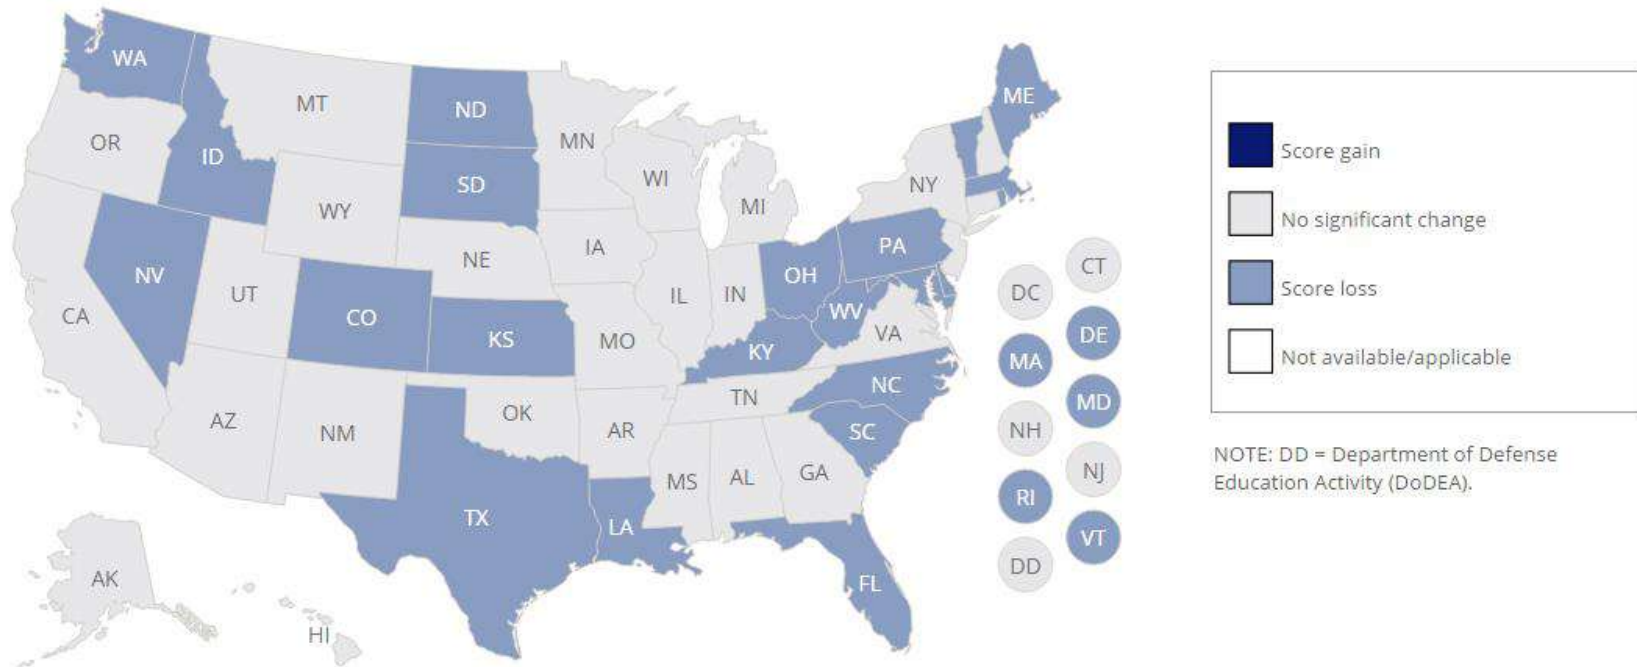 WA
MT
ND
ME
OR
MN
ID
SD
WI
NY
WY
MI
IA
PA
NE
NV
OH
CT
UT
IL
IN
DC
CA
CO
WV
VA
DE
KS
MO
KY
MA
NC
MD
TN
OK
AZ
NM
AR
SC
NH
MS
AL
GA
NJ
RI
TX
LA
VT
DD
AK
FL
HI
Score gain
No significant change
Score loss
Not available/applicable
NOTE: DD = Department of Defense
Education Activity (DoDEA).